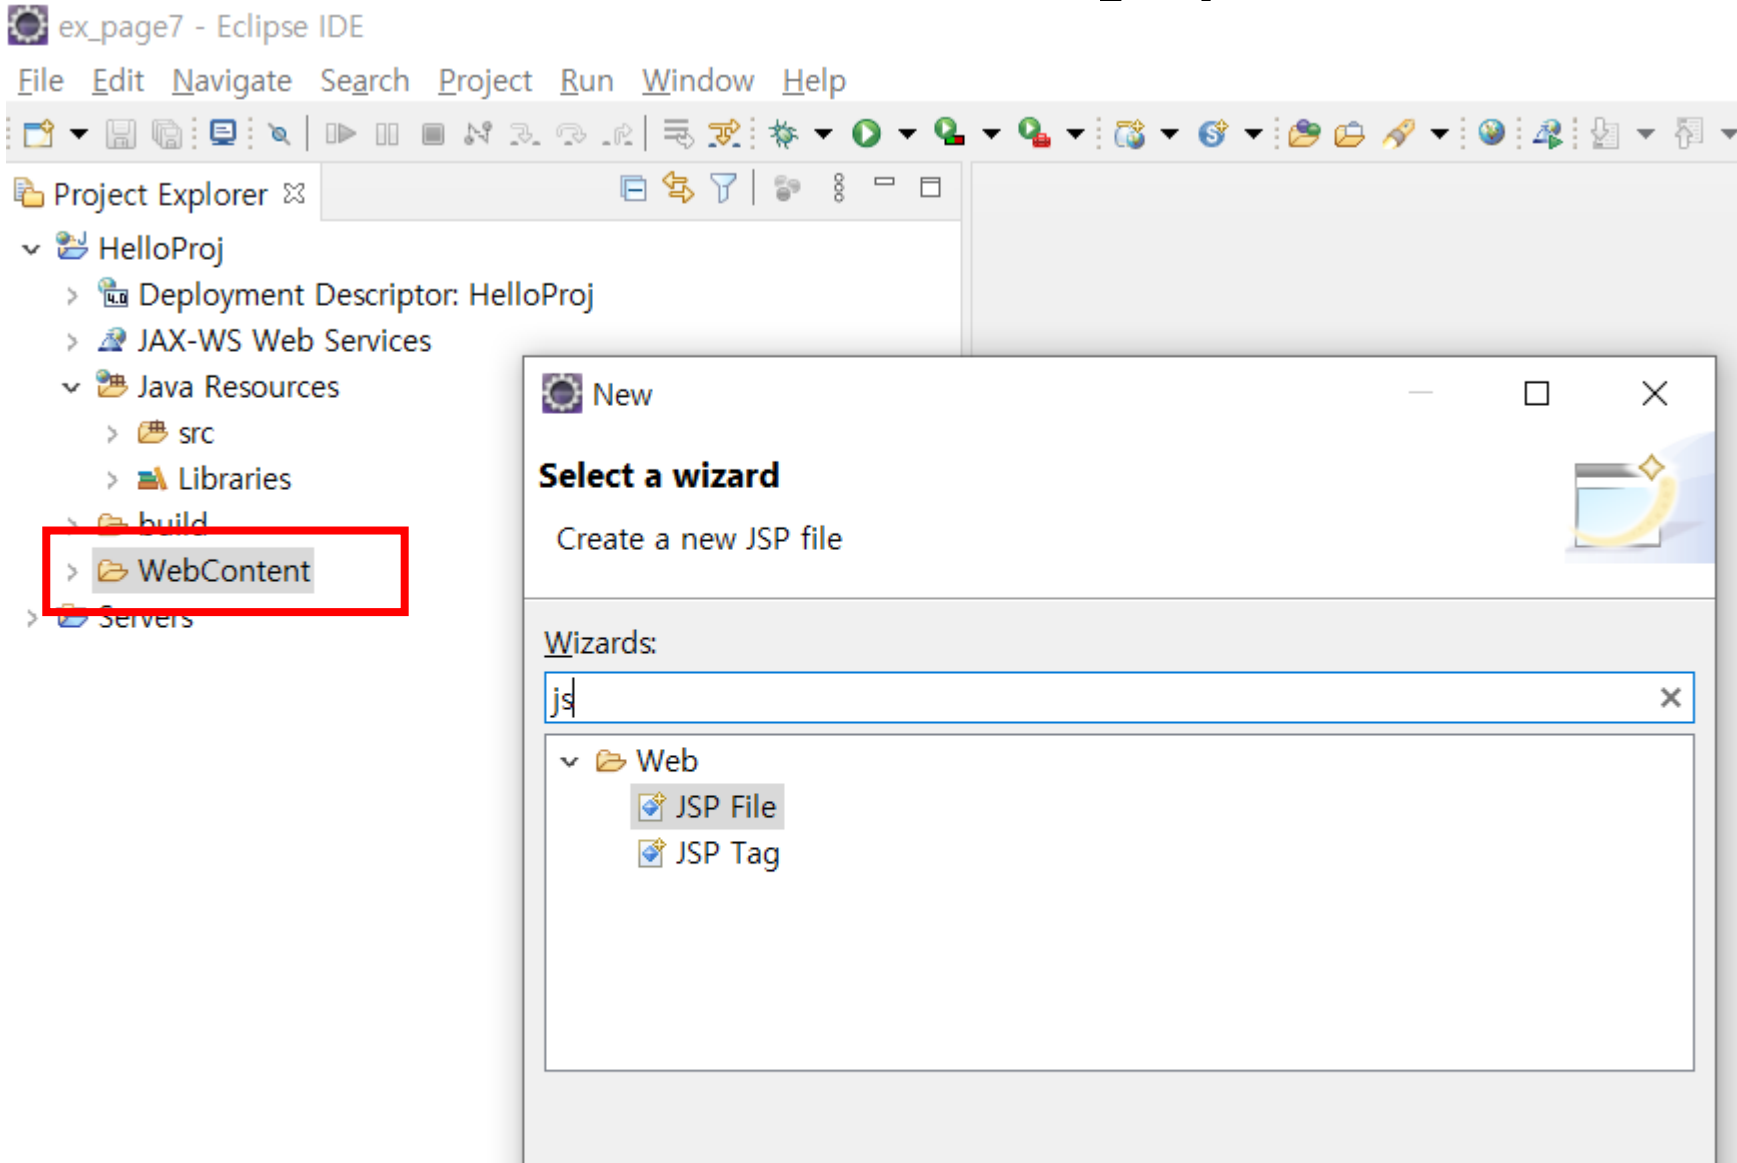 ex_page7 - Eclipse IDE
File Edit Navigate Search Project Run Window Help
Project Explorer
HelloProj
Deployment Descriptor: HelloProj
JAX-WS Web Services
Java Resources
src
Libraries
build
WebContent
Servers
New
Select a wizard
Create a new JSP file
Wizards:
js
Web
JSP File
JSP Tag